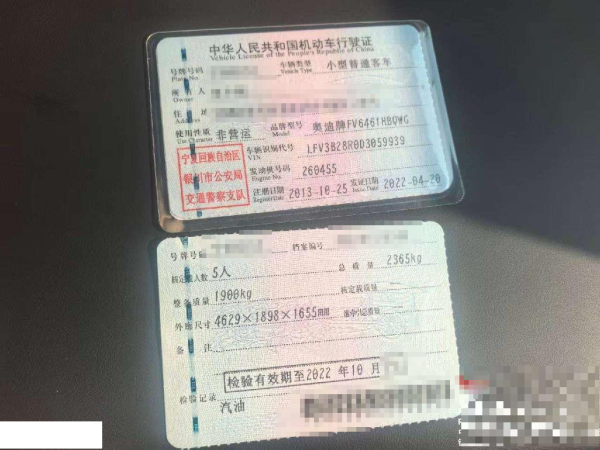 中华人民共和国机动车行驶证
Vehicle License of the People's Republic of China
号牌号码
Plate No.
车辆类型 小型普通客车
Vehicle Type
所有人
Owner
住址
使用性质 非营运
Use Character
品牌型号 奥迪牌FV6461HBQWG
Model
宁夏回族自治区
银川市公安局
交通警察支队
车辆识别代号 LFV3B28R0D3059939
VIN
发动机号码 260455
Engine No.
注册日期 2013-10-25 发证日期 2022-04-20
Register Date Issue Date
号牌号码 档案编号
核定载人数 5人 总质量 2365kg
整备质量 1900kg 核定载质量 --
外廓尺寸 4629×1898×1655mm 准牵引总质量 --
备注
检验有效期至2022 年10 月
检验记录
汽油